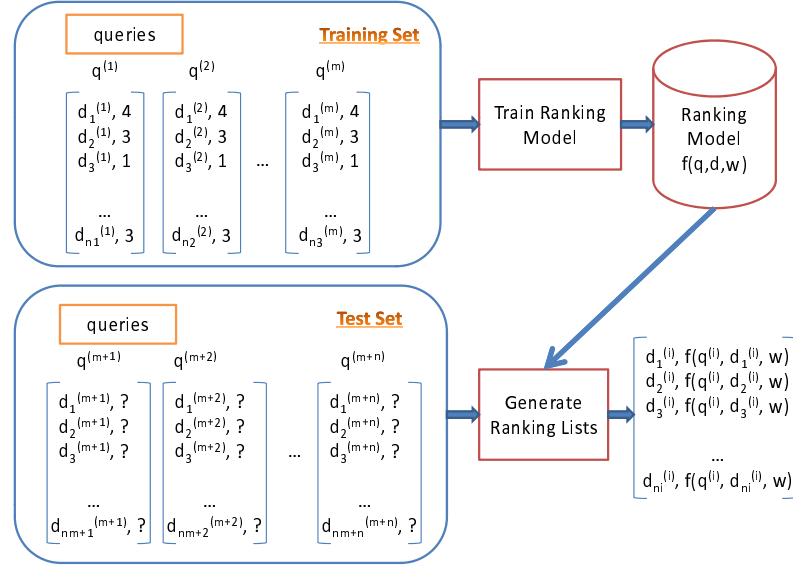 queries
Training Set
q(1) q(2) q(m)
d1(1), 4 d1(2), 4 d1(m), 4
d2(1), 3 d2(2), 3 d2(m), 3
d3(1), 1 d3(2), 1 ... d3(m), 1
... ... ...
dn1(1), 3 dn2(2), 3 dn3(m), 3
Train Ranking
Model
Ranking
Model
f(q,d,w)
queries
Test Set
q(m+1) q(m+2) q(m+n)
d1(m+1), ? d1(m+2), ? d1(m+n), ?
d2(m+1), ? d2(m+2), ? d2(m+n), ?
d3(m+1), ? d3(m+2), ? ... d3(m+n), ?
... ... ...
dnm+1(m+1), ? dnm+2(m+2), ? dnm+n(m+n), ?
Generate
Ranking Lists
d1(i), f(q(i), d1(i), w)
d2(i), f(q(i), d2(i), w)
d3(i), f(q(i), d3(i), w)
...
dni(i), f(q(i), dni(i), w)